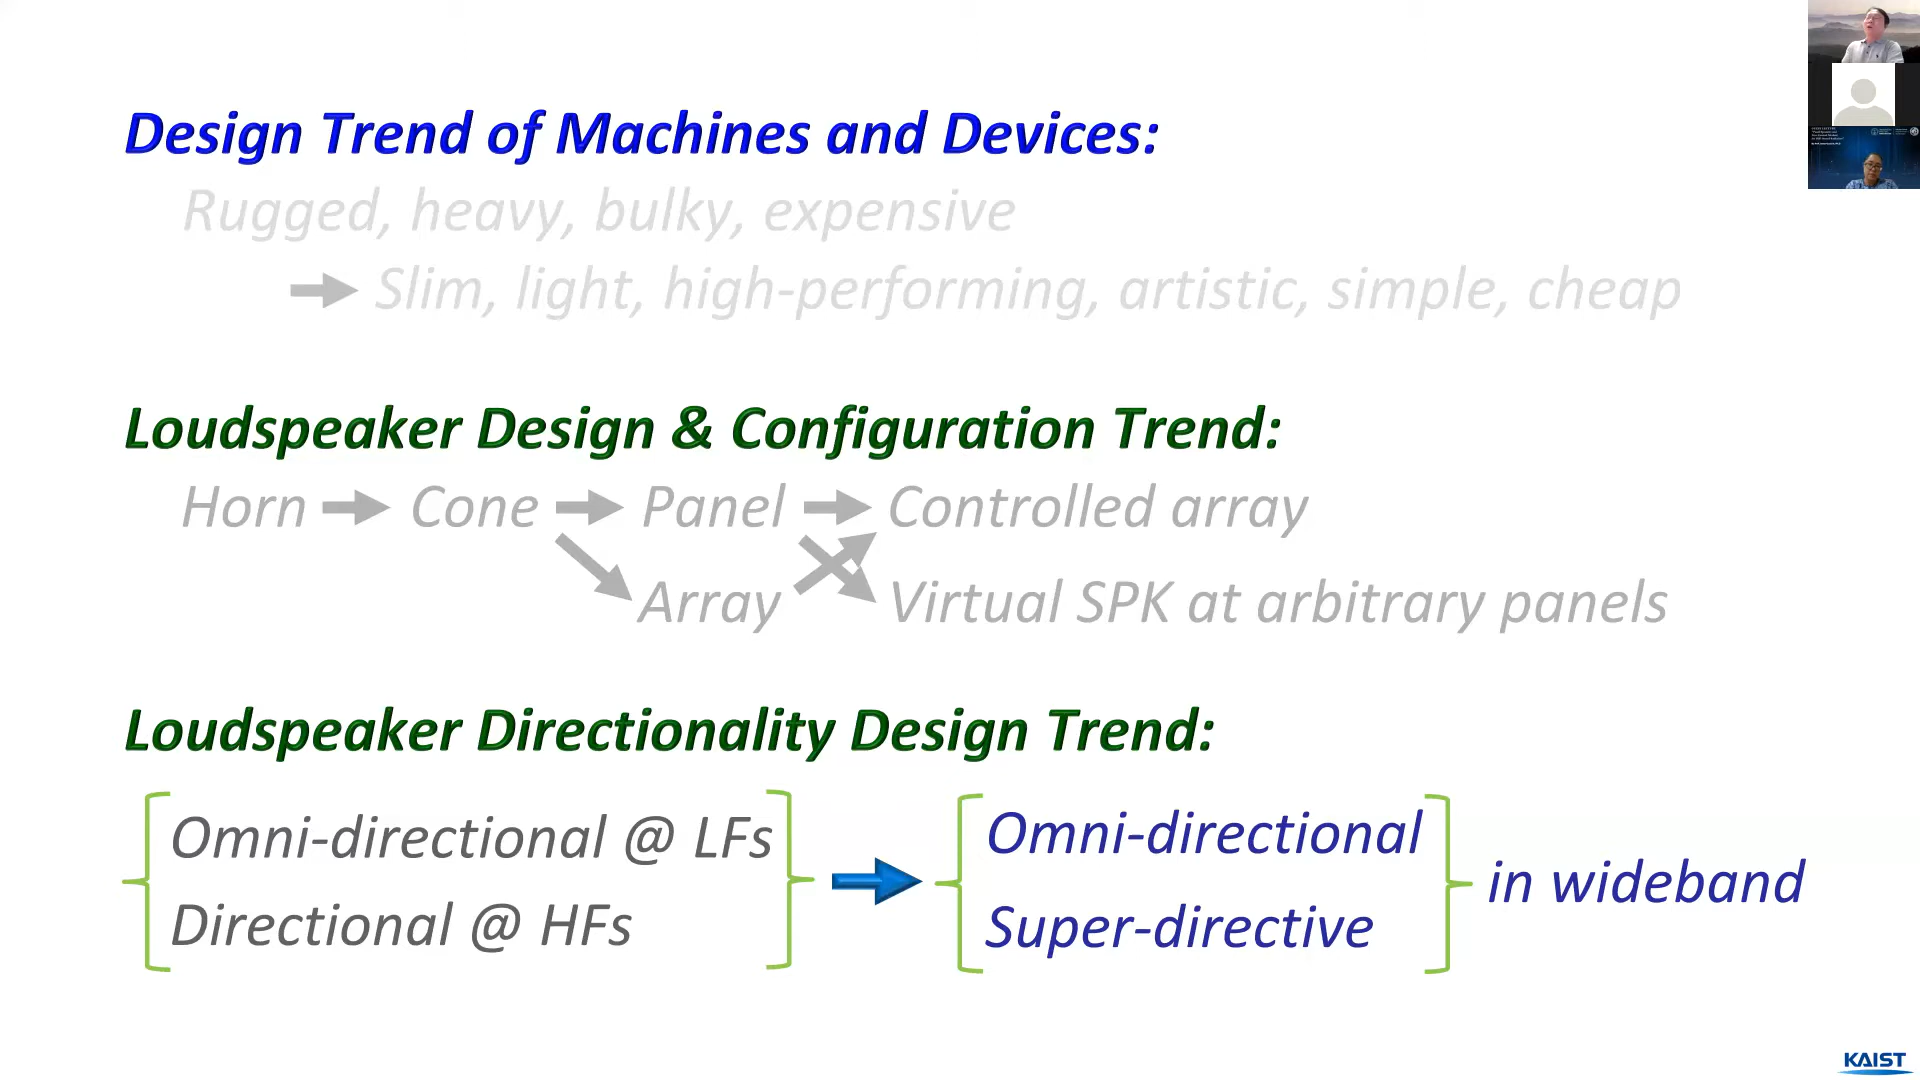 Design Trend of Machines and Devices:
Rugged, heavy, bulky, expensive
Slim, light, high-performing, artistic, simple, cheap
Loudspeaker Design & Configuration Trend:
Horn Cone Panel Controlled array
Array Virtual SPK at arbitrary panels
Loudspeaker Directionality Design Trend:
Omni-directional @ LFs
Directional @ HFs
Omni-directional
Super-directive
in wideband
KAIST